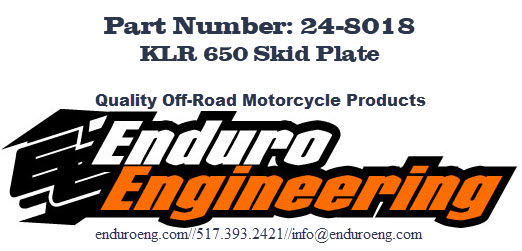 Part Number: 24-8018
KLR 650 Skid Plate
Quality Off-Road Motorcycle Products
Enduro
Engineering
enduroeng.com//517.393.2421//info@enduroeng.com